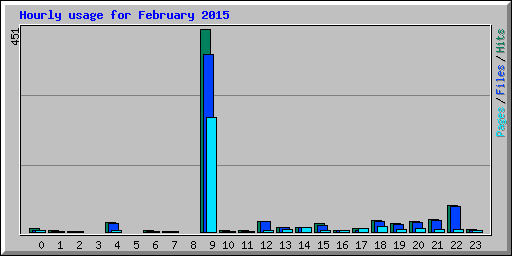 Hourly usage for February 2015
451
Pages/Files/Hits
0 1 2 3 4 5 6 7 8 9 10 11 12 13 14 15 16 17 18 19 20 21 22 23